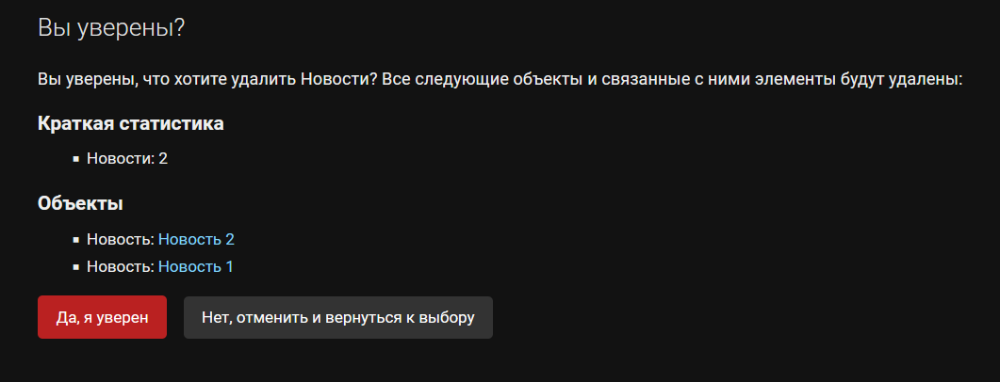 Вы уверены?
Вы уверены, что хотите удалить Новости? Все следующие объекты и связанные с ними элементы будут удалены:
Краткая статистика
Новости: 2
Объекты
Новость: Новость 2
Новость: Новость 1
Да, я уверен
Нет, отменить и вернуться к выбору